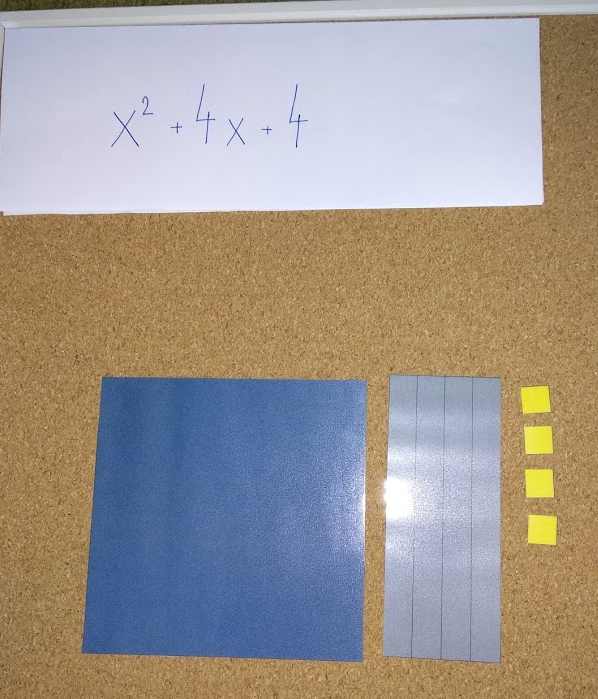 x² + 4x + 4